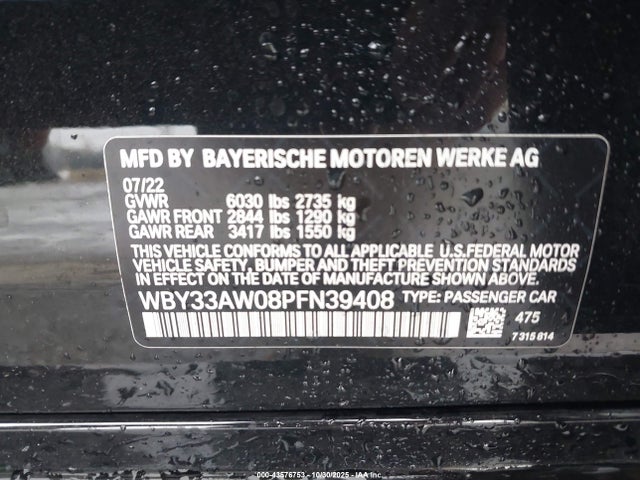 MFD BY BAYERISCHE MOTOREN WERKE AG
07/22
GVWR 6030 lbs 2735 kg
GAWR FRONT 2844 lbs 1290 kg
GAWR REAR 3417 lbs 1550 kg
THIS VEHICLE CONFORMS TO ALL APPLICABLE U.S.FEDERAL MOTOR
VEHICLE SAFETY, BUMPER, AND THEFT PREVENTION STANDARDS
IN EFFECT ON THE DATE OF MANUFACTURE SHOWN ABOVE.
WBY33AW08PFN39408 TYPE: PASSENGER CAR
475
7315614
000-43576753 - 10/30/2025 - IAA Inc.